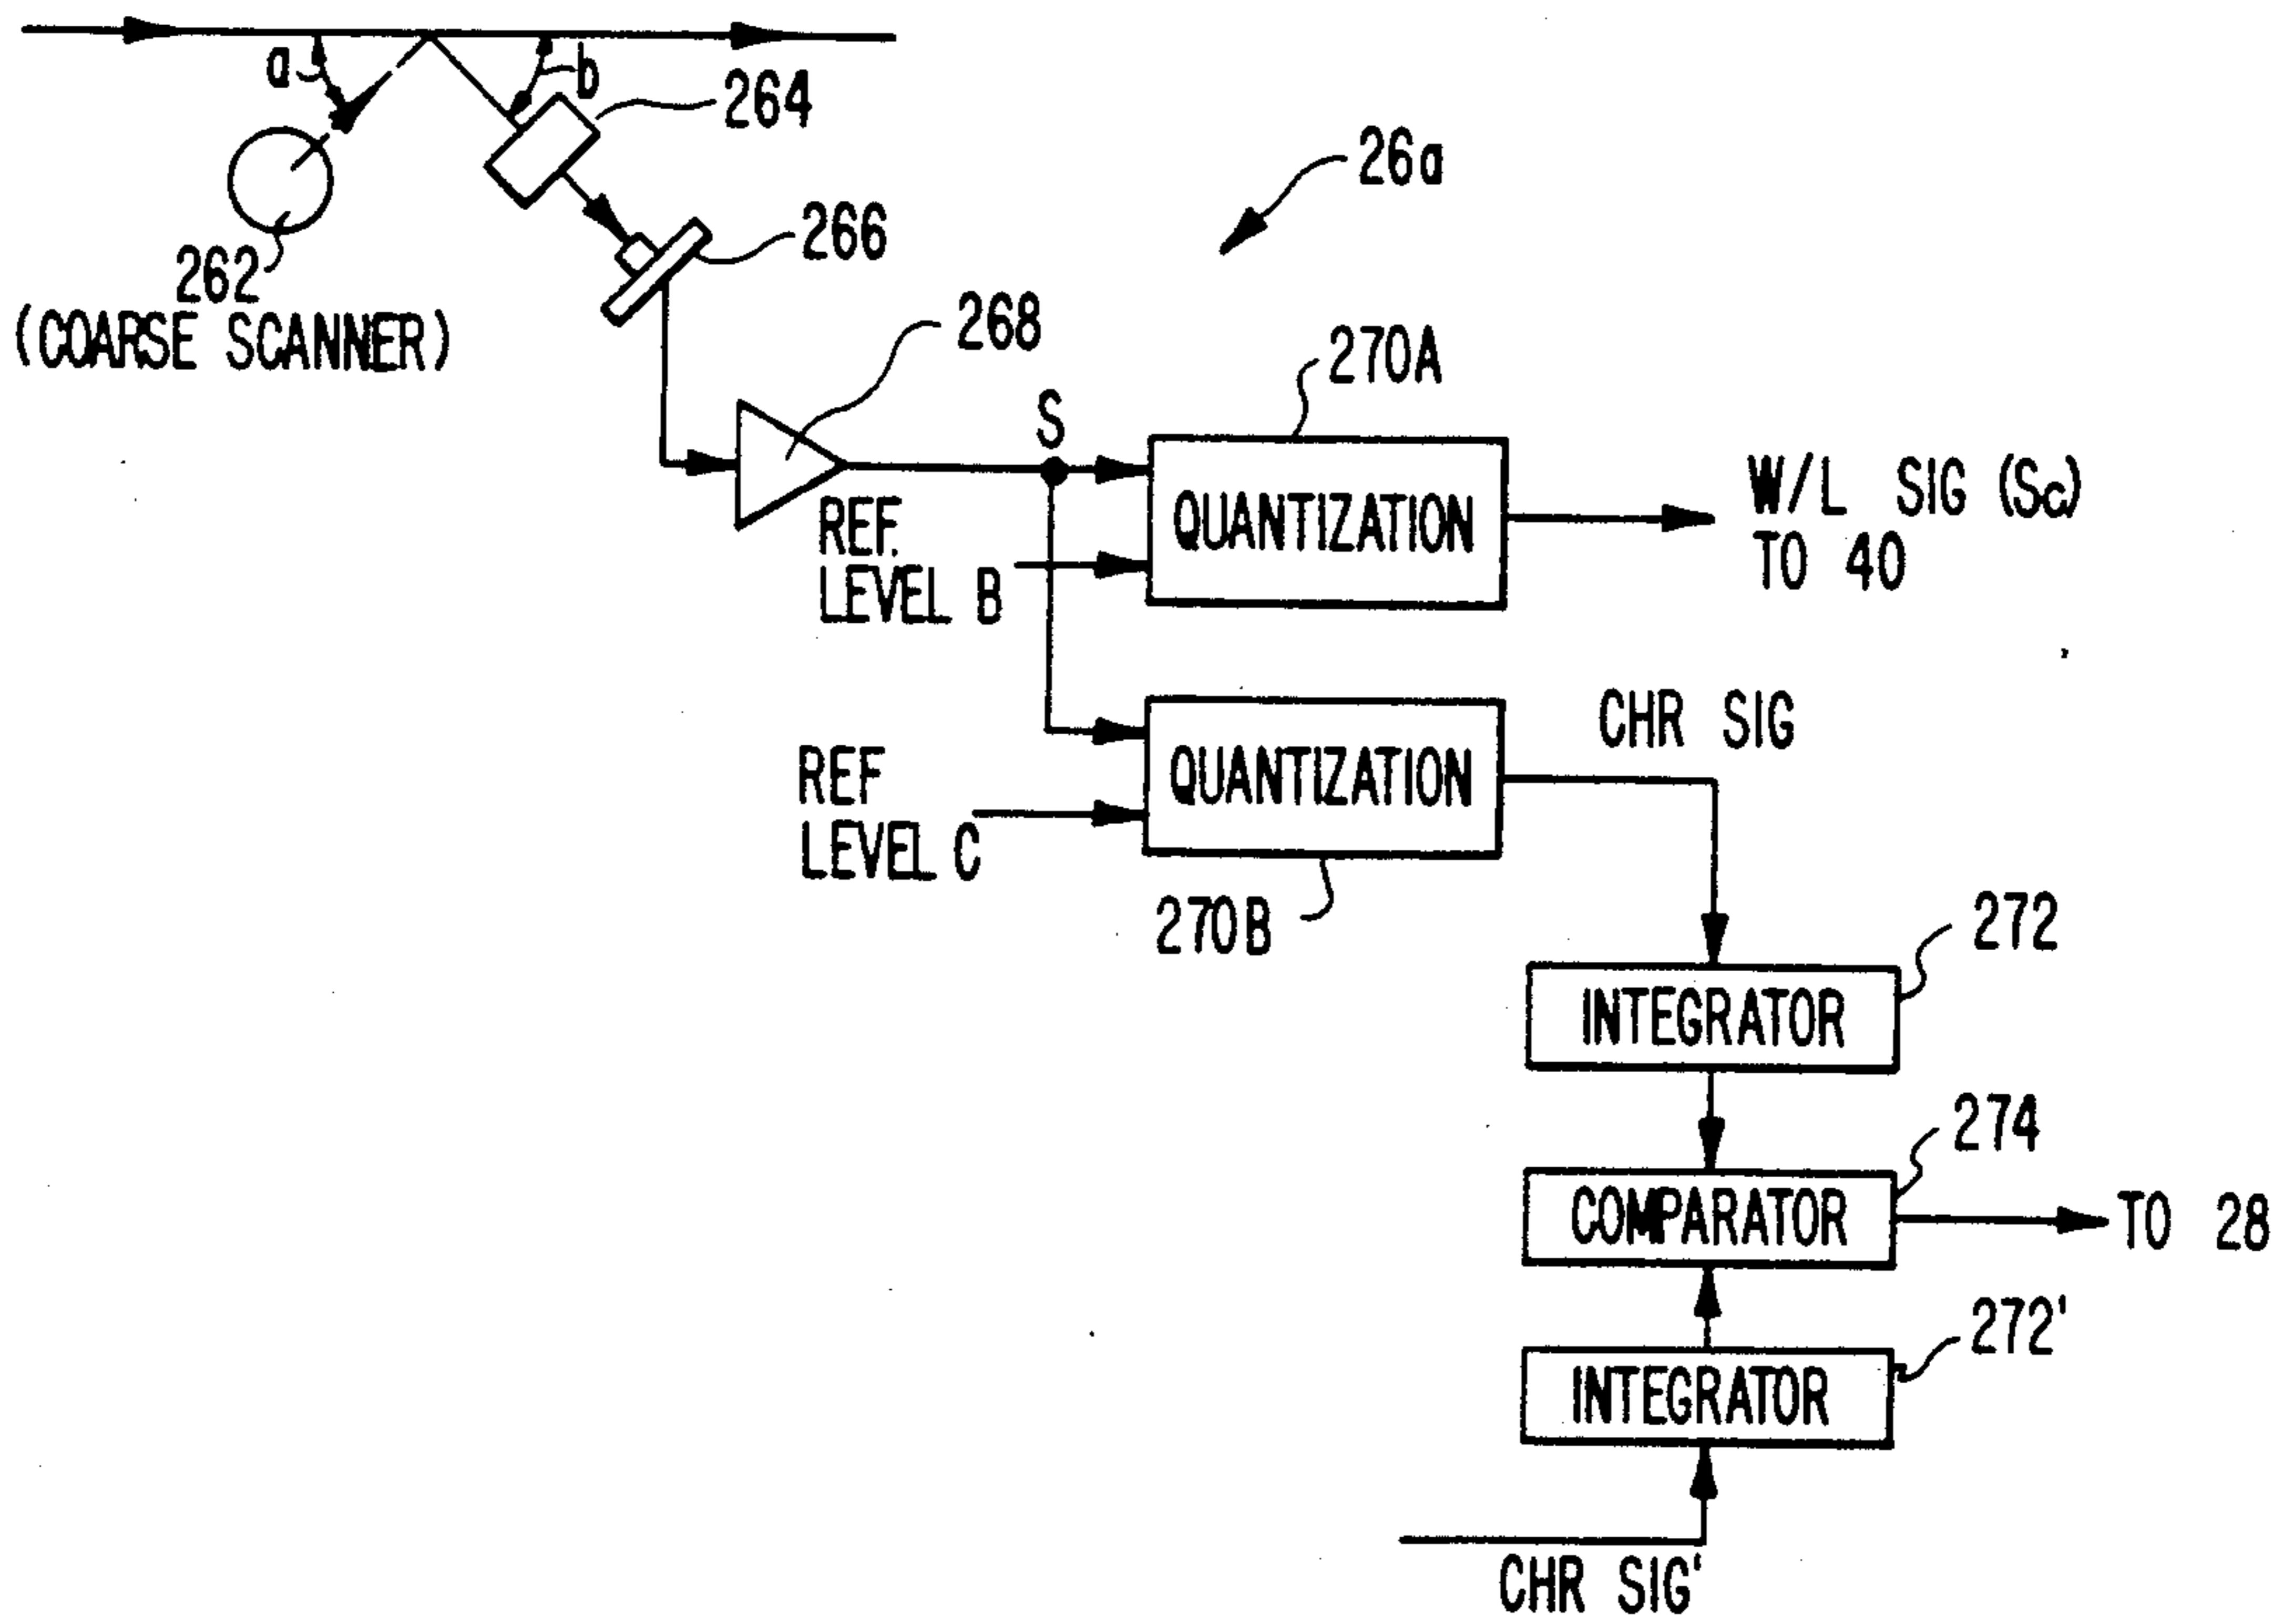 a
b
264
26a
266
262
(COARSE SCANNER)
268
270A
S
QUANTIZATION
W/L SIG (Sc)
TO 40
REF.
LEVEL B
CHR SIG
REF
LEVEL C
QUANTIZATION
270B
272
INTEGRATOR
274
COMPARATOR
TO 28
272'
INTEGRATOR
CHR SIG'